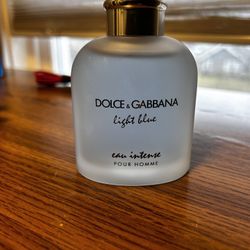 DOLCE & GABBANA
light blue
eau intense
POUR HOMME